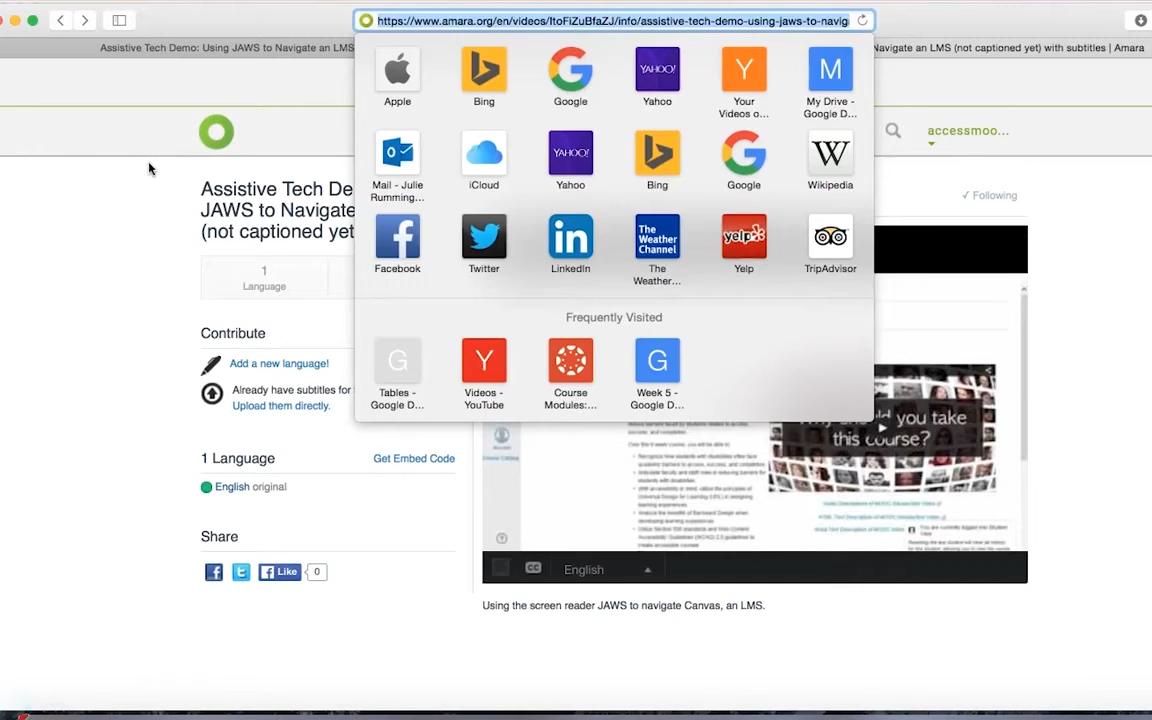 https://www.amara.org/en/videos/ItoFiZuBfaZJ/info/assistive-tech-demo-using-jaws-to-navig
Assistive Tech Demo: Using JAWS to Navigate an LMS
Navigate an LMS (not captioned yet) with subtitles | Amara
Apple
Bing
Google
Yahoo
Your Videos o...
My Drive - Google D...
Mail - Julie Rumming...
iCloud
Yahoo
Bing
Google
Wikipedia
Facebook
Twitter
LinkedIn
The Weather...
Yelp
TripAdvisor
Frequently Visited
Tables - Google D...
Videos - YouTube
Course Modules:...
Week 5 - Google D...
accessmoo...
Following
Assistive Tech De
JAWS to Navigate
(not captioned yet
1
Language
Contribute
Add a new language!
Already have subtitles for
Upload them directly.
1 Language
Get Embed Code
English original
Share
Like
0
ld you take
this course?
CC
English
Using the screen reader JAWS to navigate Canvas, an LMS.